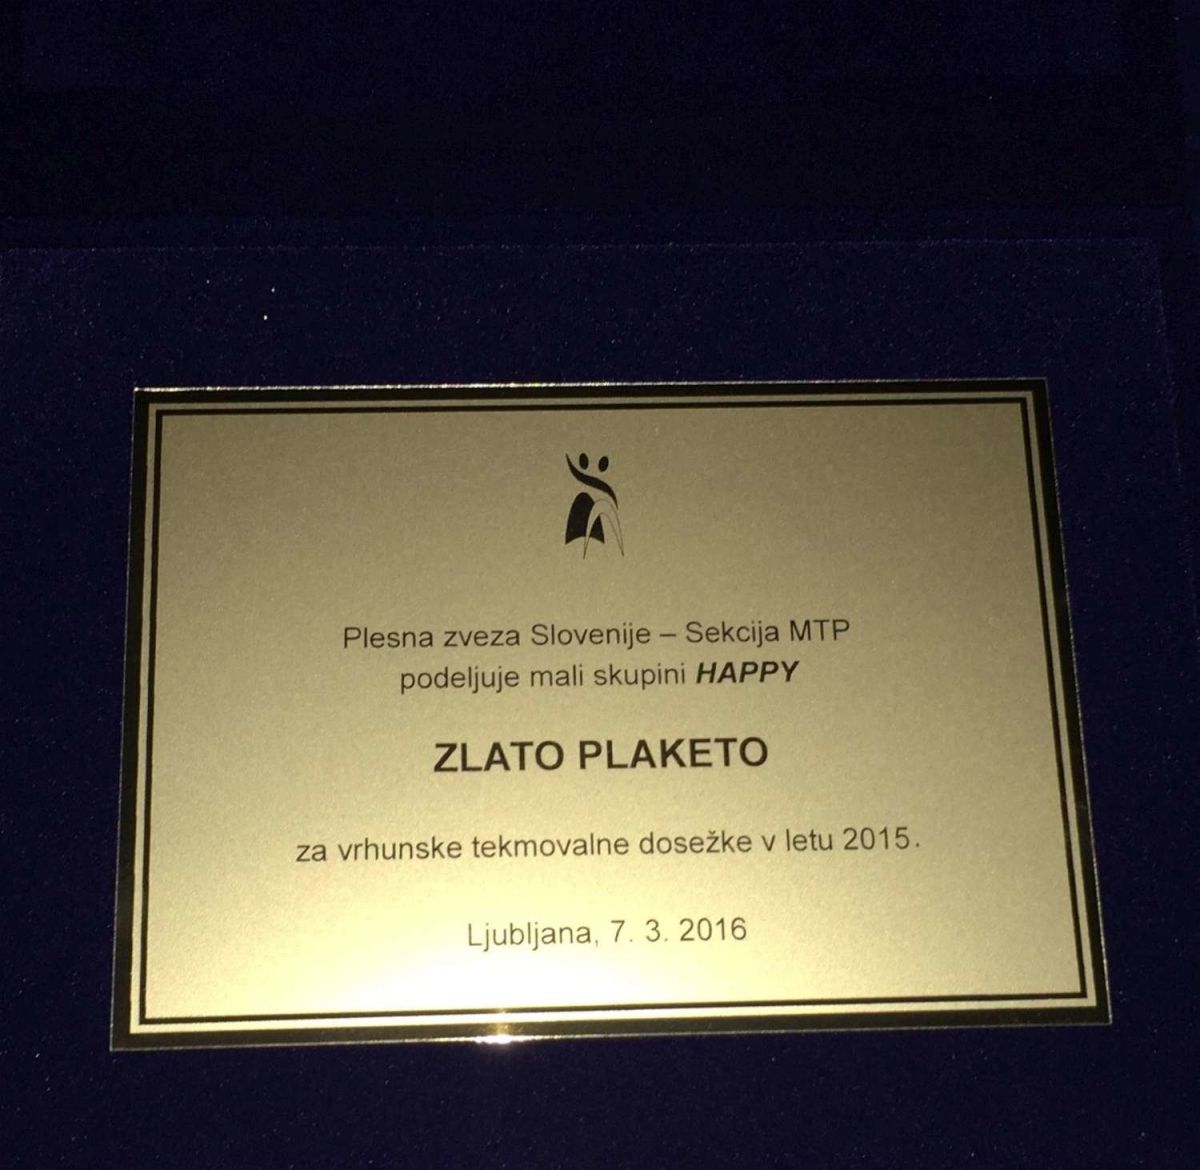 Plesna zveza Slovenije – Sekcija MTP
podeljuje mali skupini HAPPY
ZLATO PLAKETO
za vrhunske tekmovalne dosežke v letu 2015.
Ljubljana, 7. 3. 2016